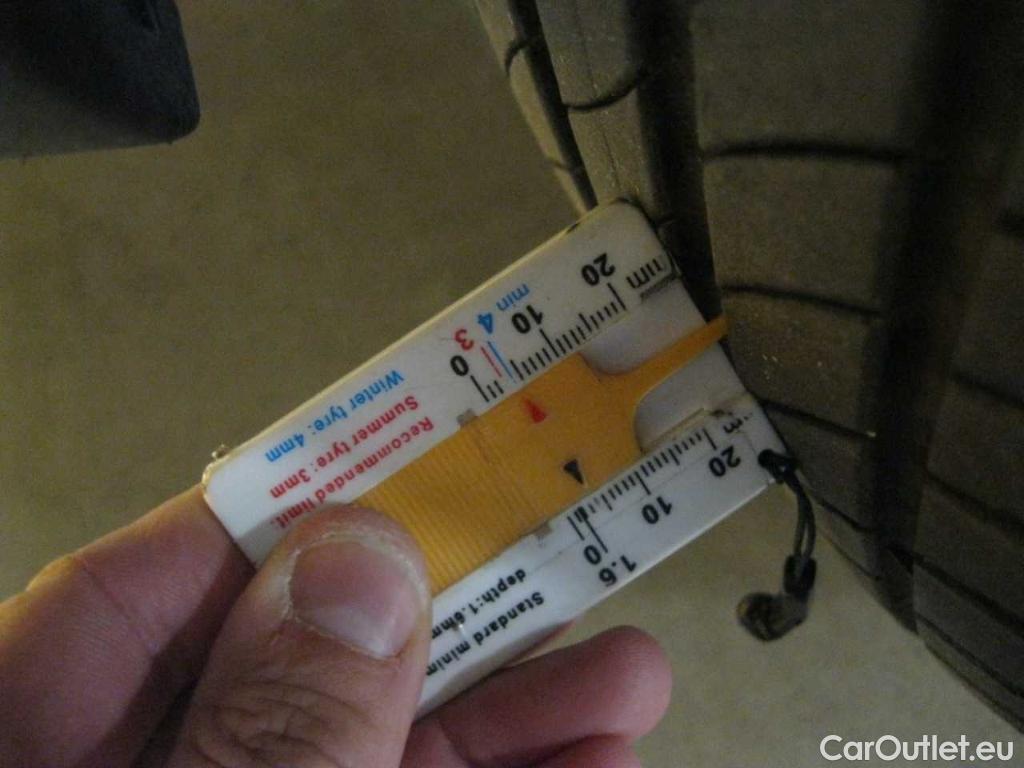 Recommended limit.
Summer tyre: 3mm
Winter tyre: 4mm
min 4
3
0 10 20 mm
0 10 20
1.6
Standard minim
depth:1.6mm
CarOutlet.eu